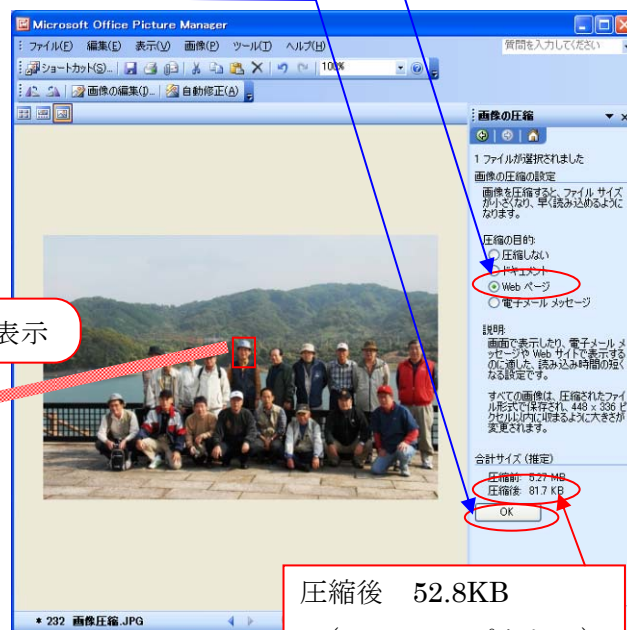 Microsoft Office Picture Manager
ファイル(F) 編集(E) 表示(V) 画像(P) ツール(T) ヘルプ(H)
質問を入力してください
ショートカット(S)... 100%
画像の編集(I)... 自動修正(A)
画像の圧縮
1 ファイルが選択されました
画像の圧縮の設定
画像を圧縮すると、ファイル サイズ
が小さくなり、早く読み込めるように
なります。
圧縮の目的:
圧縮しない
ドキュメント
Web ページ
電子メール メッセージ
説明:
画面で表示したり、電子メール メ
ッセージや Web サイトで表示する
のに適した、読み込み時間の短く
なる設定です。
すべての画像は、圧縮されたファイ
ル形式で保存され、448 x 336 ピ
クセル以内に収まるように大きさが
変更されます。
合計サイズ (推定)
圧縮前: 5.27 MB
圧縮後: 81.7 KB
OK
表示
圧縮後 52.8KB
* 232 画像圧縮.JPG